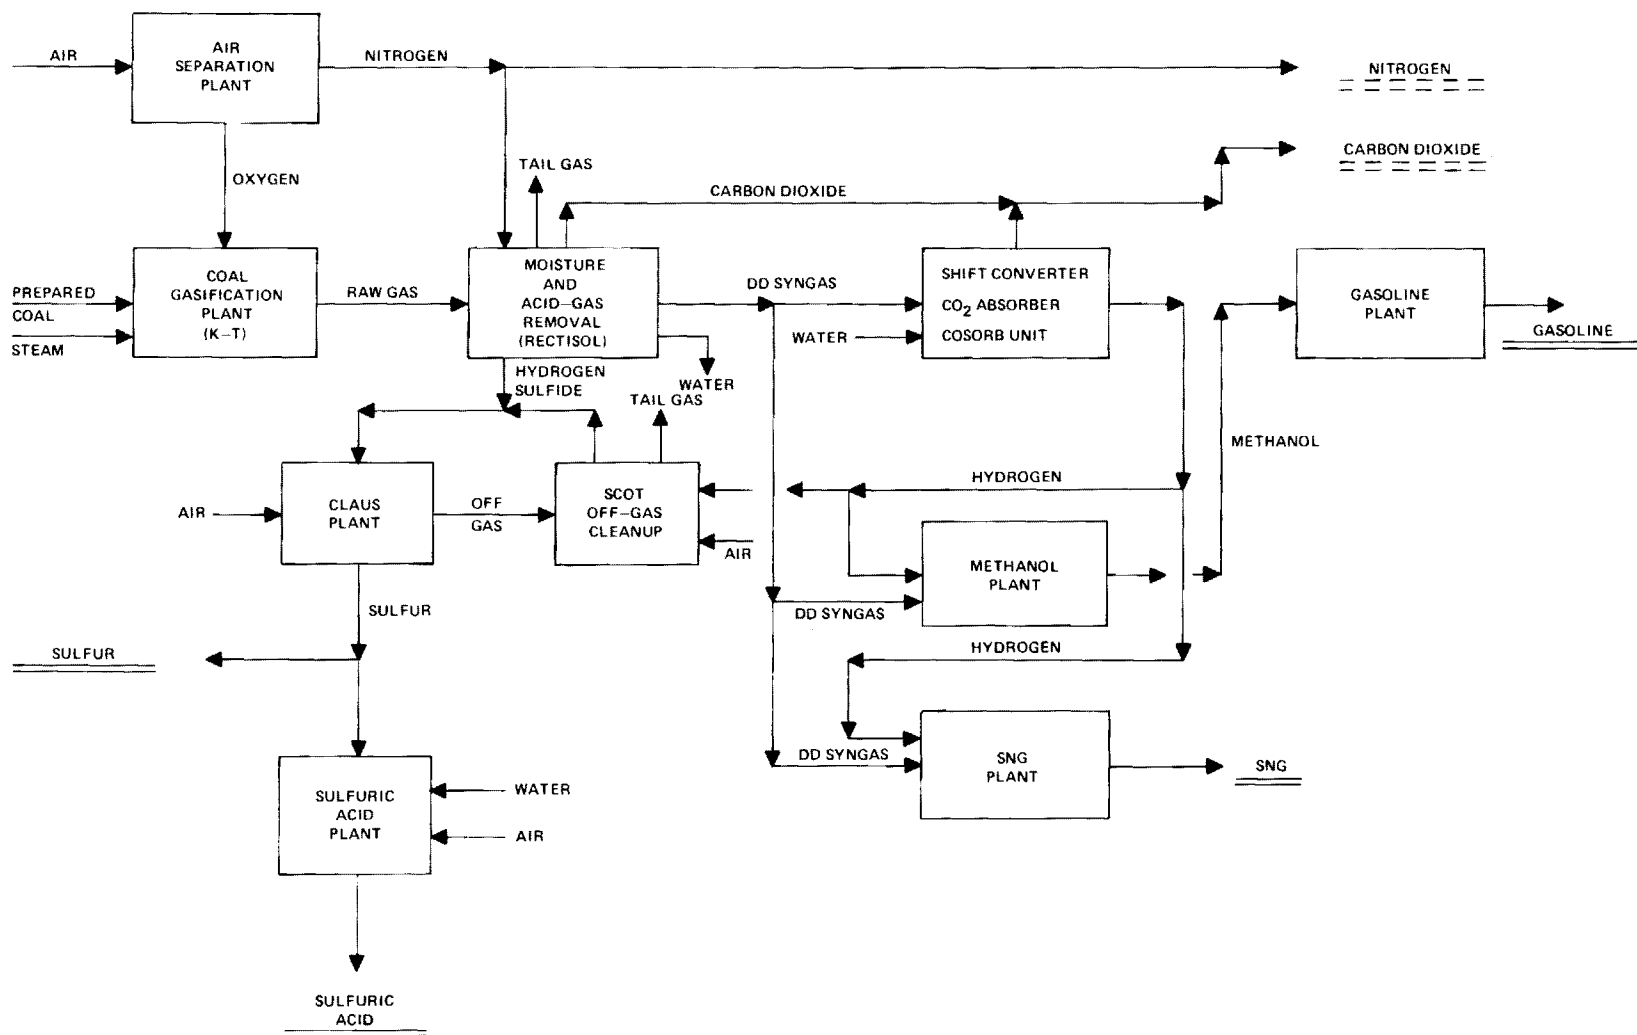 AIR
AIR
SEPARATION
PLANT
NITROGEN
NITROGEN
OXYGEN
TAIL GAS
CARBON DIOXIDE
CARBON DIOXIDE
PREPARED
COAL
STEAM
COAL
GASIFICATION
PLANT
(K-T)
RAW GAS
MOISTURE
AND
ACID-GAS
REMOVAL
(RECTISOL)
DD SYNGAS
WATER
SHIFT CONVERTER
CO₂ ABSORBER
COSORB UNIT
GASOLINE
PLANT
GASOLINE
HYDROGEN
SULFIDE
WATER
TAIL GAS
METHANOL
AIR
CLAUS
PLANT
OFF
GAS
SCOT
OFF-GAS
CLEANUP
AIR
HYDROGEN
METHANOL
PLANT
DD SYNGAS
SULFUR
SULFUR
HYDROGEN
DD SYNGAS
SNG
PLANT
SNG
SULFURIC
ACID
PLANT
WATER
AIR
SULFURIC
ACID